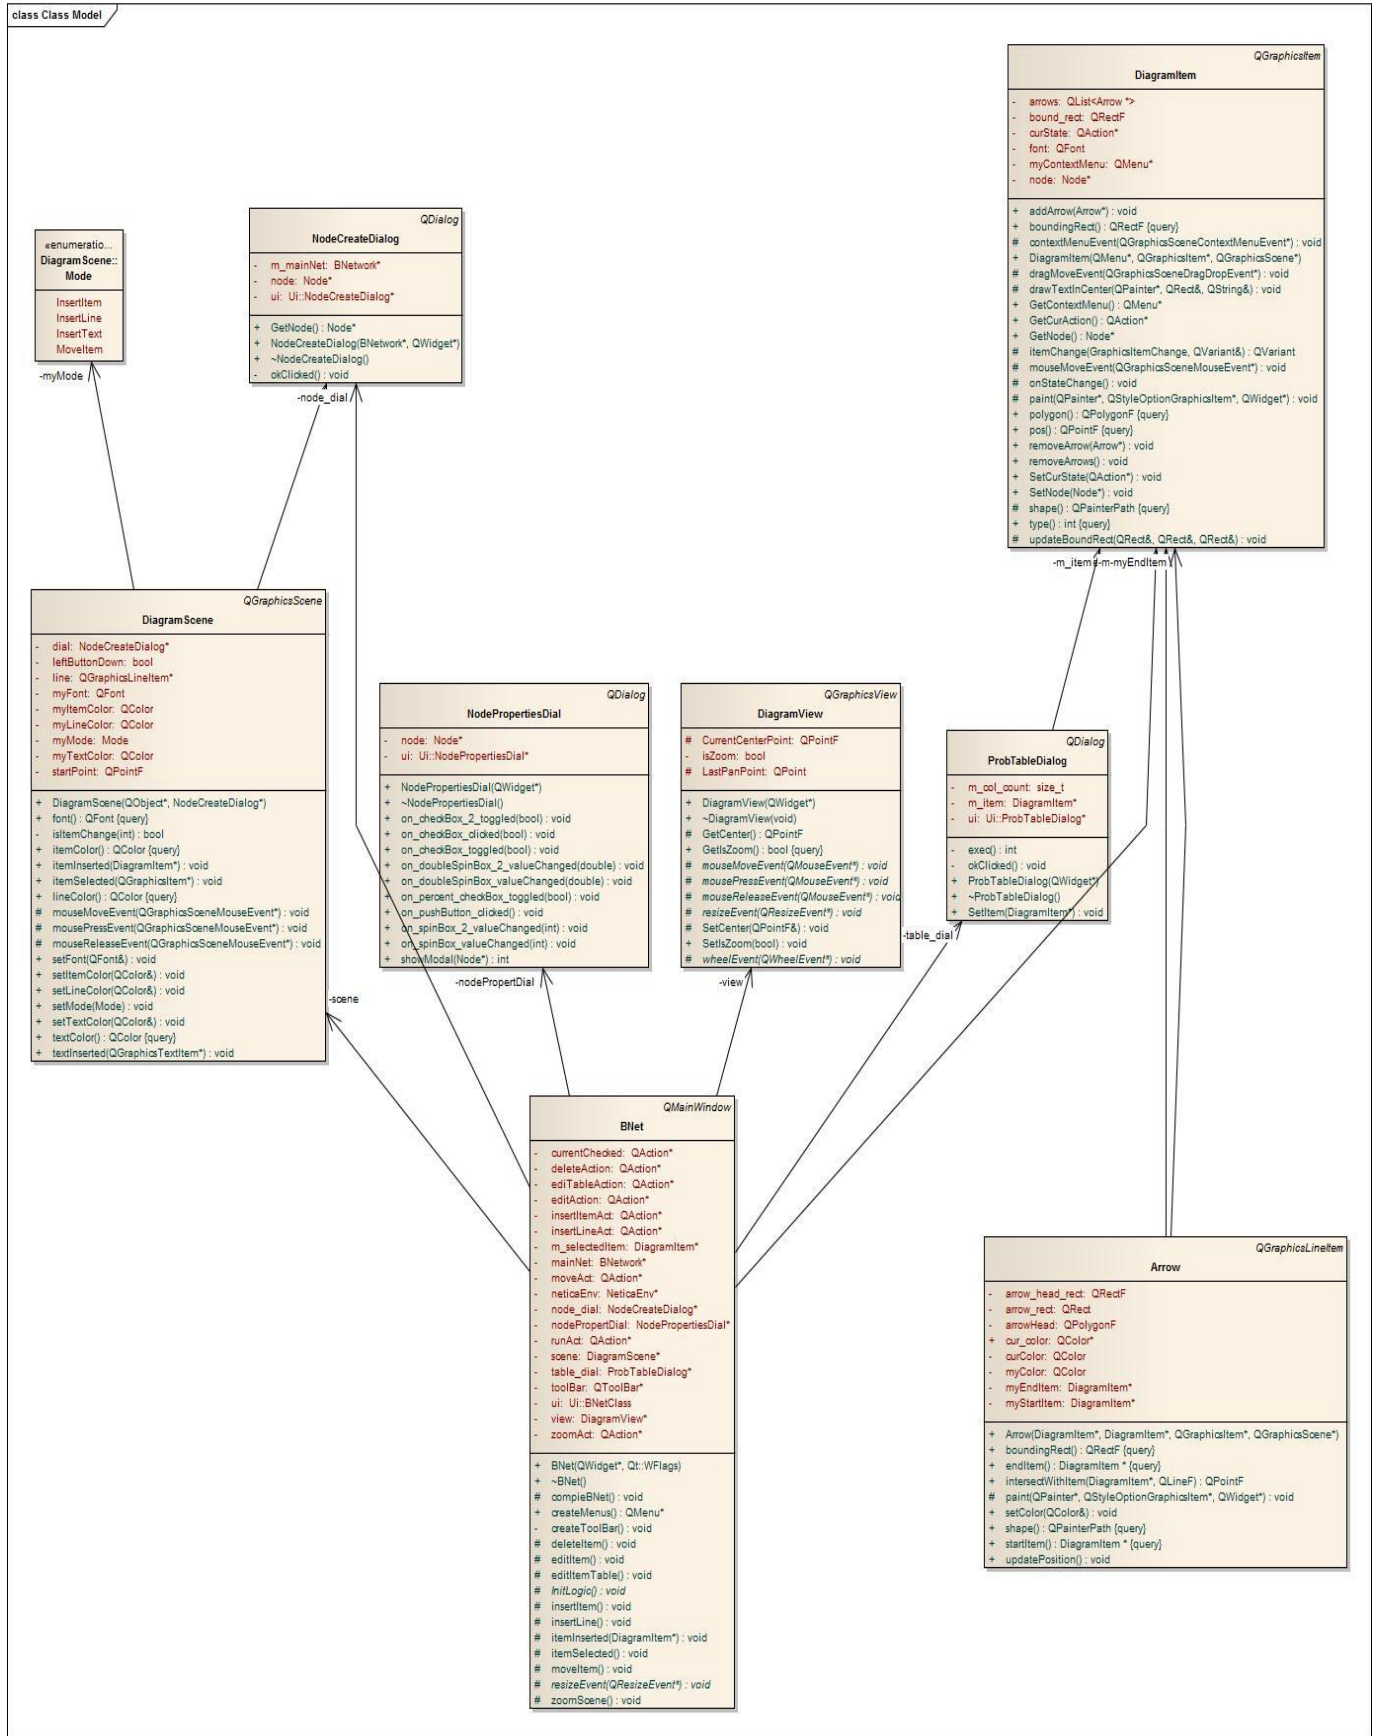 class Class Model
QGraphicsItem
DiagramItem
- arrows: QList<Arrow *>
- bound_rect: QRectF
- curState: QAction*
- font: QFont
- myContextMenu: QMenu*
- node: Node*
+ addArrow(Arrow*) : void
+ boundingRect() : QRectF {query}
# contextMenuEvent(QGraphicsSceneContextMenuEvent*) : void
+ DiagramItem(QMenu*, QGraphicsItem*, QGraphicsScene*)
# dragMoveEvent(QGraphicsSceneDragDropEvent*) : void
# drawTextInCenter(QPainter*, QRect&, QString&) : void
+ GetContextMenu() : QMenu*
+ GetCurAction() : QAction*
+ GetNode() : Node*
# itemChange(GraphicsItemChange, QVariant&) : QVariant
# mouseMoveEvent(QGraphicsSceneMouseEvent*) : void
# onStateChange() : void
# paint(QPainter*, QStyleOptionGraphicsItem*, QWidget*) : void
+ polygon() : QPolygonF {query}
+ pos() : QPointF {query}
+ removeArrow(Arrow*) : void
+ removeArrows() : void
+ SetCurState(QAction*) : void
+ SetNode(Node*) : void
# shape() : QPainterPath {query}
+ type() : int {query}
# updateBoundRect(QRect&, QRect&, QRect&) : void
QDialog
NodeCreateDialog
- m_mainNet: BNetwork*
- node: Node*
- ui: Ui::NodeCreateDialog*
+ GetNode() : Node*
+ NodeCreateDialog(BNetwork*, QWidget*)
+ ~NodeCreateDialog()
- okClicked() : void
«enumeratio...
DiagramScene::
Mode
InsertItem
InsertLine
InsertText
MoveItem
-myMode
-node_dial
-myEndItem
QGraphicsScene
DiagramScene
- dial: NodeCreateDialog*
- leftButtonDown: bool
- line: QGraphicsLineItem*
- myFont: QFont
- myItemColor: QColor
- myLineColor: QColor
- myMode: Mode
- myTextColor: QColor
- startPoint: QPointF
+ DiagramScene(QObject*, NodeCreateDialog*)
+ font() : QFont {query}
- isItemChange(int) : bool
+ itemColor() : QColor {query}
+ itemInserted(DiagramItem*) : void
+ itemSelected(QGraphicsItem*) : void
+ lineColor() : QColor {query}
# mouseMoveEvent(QGraphicsSceneMouseEvent*) : void
# mousePressEvent(QGraphicsSceneMouseEvent*) : void
# mouseReleaseEvent(QGraphicsSceneMouseEvent*) : void
+ setFont(QFont&) : void
+ setItemColor(QColor&) : void
+ setLineColor(QColor&) : void
+ setMode(Mode) : void
+ setTextColor(QColor&) : void
+ textColor() : QColor {query}
+ textInserted(QGraphicsTextItem*) : void
QDialog
NodePropertiesDial
- node: Node*
- ui: Ui::NodePropertiesDial*
+ NodePropertiesDial(QWidget*)
+ ~NodePropertiesDial()
+ on_checkBox_2_toggled(bool) : void
+ on_checkBox_clicked(bool) : void
+ on_checkBox_toggled(bool) : void
+ on_doubleSpinBox_2_valueChanged(double) : void
+ on_doubleSpinBox_valueChanged(double) : void
+ on_percent_checkBox_toggled(bool) : void
+ on_pushButton_clicked() : void
+ on_spinBox_2_valueChanged(int) : void
+ on_spinBox_valueChanged(int) : void
+ showModal(Node*) : int
QGraphicsView
DiagramView
# CurrentCenterPoint: QPointF
- isZoom: bool
# LastPanPoint: QPoint
+ DiagramView(QWidget*)
+ ~DiagramView(void)
# GetCenter() : QPointF
+ GetIsZoom() : bool {query}
# mouseMoveEvent(QMouseEvent*) : void
# mousePressEvent(QMouseEvent*) : void
# mouseReleaseEvent(QMouseEvent*) : void
# resizeEvent(QResizeEvent*) : void
# SetCenter(QPointF&) : void
+ SetIsZoom(bool) : void
# wheelEvent(QWheelEvent*) : void
QDialog
ProbTableDialog
- m_col_count: size_t
- m_item: DiagramItem*
- ui: Ui::ProbTableDialog*
- exec() : int
- okClicked() : void
+ ProbTableDialog(QWidget*)
+ ~ProbTableDialog()
+ SetItem(DiagramItem*) : void
-table_dial
-nodePropertDial
-view
-scene
QMainWindow
BNet
- currentChecked: QAction*
- deleteAction: QAction*
- ediTableAction: QAction*
- editAction: QAction*
- insertItemAct: QAction*
- insertLineAct: QAction*
- m_selectedItem: DiagramItem*
- mainNet: BNetwork*
- moveAct: QAction*
- neticaEnv: NeticaEnv*
- node_dial: NodeCreateDialog*
- nodePropertDial: NodePropertiesDial*
- runAct: QAction*
- scene: DiagramScene*
- table_dial: ProbTableDialog*
- toolBar: QToolBar*
- ui: Ui::BNetClass
- view: DiagramView*
- zoomAct: QAction*
+ BNet(QWidget*, Qt::WFlags)
+ ~BNet()
# compieBNet() : void
+ createMenus() : QMenu*
- createToolBar() : void
# deleteItem() : void
# editItem() : void
# editItemTable() : void
# InitLogic() : void
# insertItem() : void
# insertLine() : void
# itemInserted(DiagramItem*) : void
# itemSelected() : void
# moveItem() : void
# resizeEvent(QResizeEvent*) : void
# zoomScene() : void
QGraphicsLineItem
Arrow
- arrow_head_rect: QRectF
- arrow_rect: QRect
- arrowHead: QPolygonF
+ cur_color: QColor*
- curColor: QColor
- myColor: QColor
- myEndItem: DiagramItem*
- myStartItem: DiagramItem*
+ Arrow(DiagramItem*, DiagramItem*, QGraphicsItem*, QGraphicsScene*)
+ boundingRect() : QRectF {query}
+ endItem() : DiagramItem * {query}
+ intersectWithItem(DiagramItem*, QLineF) : QPointF
# paint(QPainter*, QStyleOptionGraphicsItem*, QWidget*) : void
+ setColor(QColor&) : void
+ shape() : QPainterPath {query}
+ startItem() : DiagramItem * {query}
+ updatePosition() : void